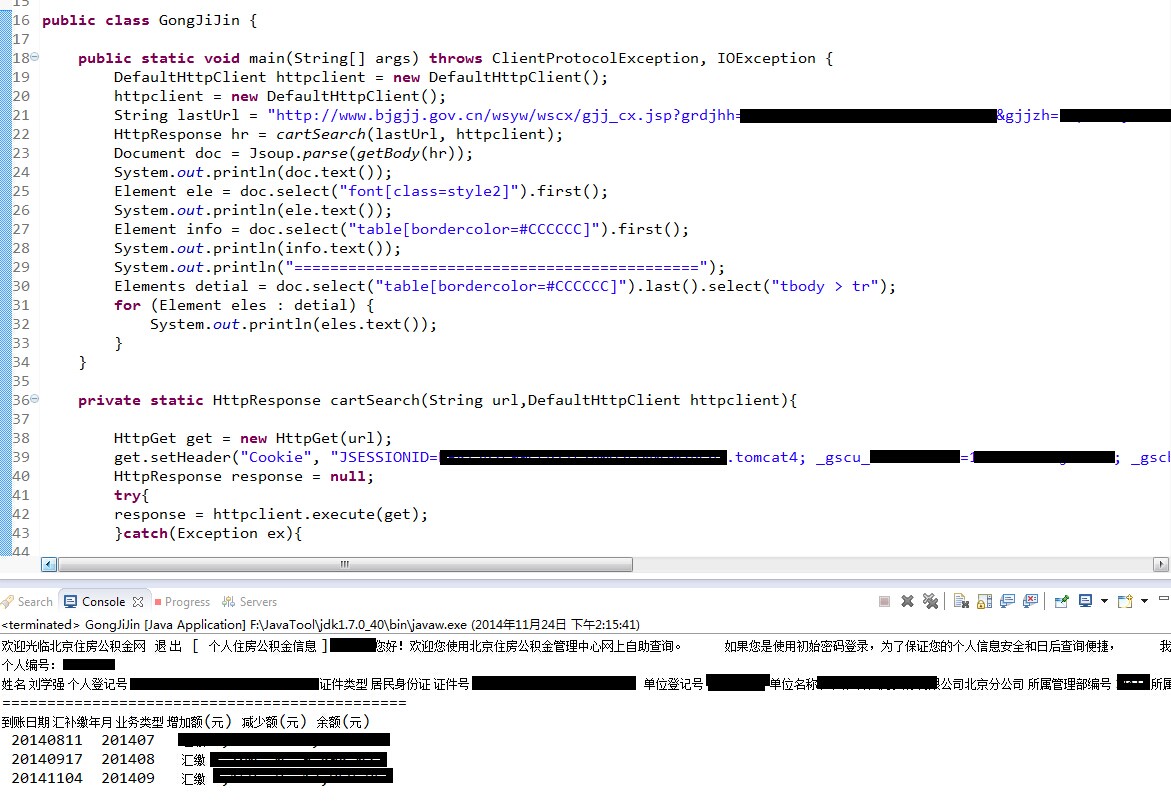 15
16 public class GongJiJin {
17
18 public static void main(String[] args) throws ClientProtocolException, IOException {
19 DefaultHttpClient httpclient = new DefaultHttpClient();
20 httpclient = new DefaultHttpClient();
21 String lastUrl = "http://www.bjgjj.gov.cn/wsyw/wscx/gjj_cx.jsp?grdjhh= &gjjzh=
22 HttpResponse hr = cartSearch(lastUrl, httpclient);
23 Document doc = Jsoup.parse(getBody(hr));
24 System.out.println(doc.text());
25 Element ele = doc.select("font[class=style2]").first();
26 System.out.println(ele.text());
27 Element info = doc.select("table[bordercolor=#CCCCCC]").first();
28 System.out.println(info.text());
29 System.out.println("=============================================");
30 Elements detial = doc.select("table[bordercolor=#CCCCCC]").last().select("tbody > tr");
31 for (Element eles : detial) {
32 System.out.println(eles.text());
33 }
34 }
35
36 private static HttpResponse cartSearch(String url,DefaultHttpClient httpclient){
37
38 HttpGet get = new HttpGet(url);
39 get.setHeader("Cookie", "JSESSIONID= .tomcat4; _gscu_ =1 ; _gscb
40 HttpResponse response = null;
41 try{
42 response = httpclient.execute(get);
43 }catch(Exception ex){
44
Search Console Progress Servers
<terminated> GongJiJin [Java Application] F:\JavaTool\jdk1.7.0_40\bin\javaw.exe (2014年11月24日 下午2:15:41)
欢迎光临北京住房公积金网 退 出 [ 个人住房公积金信息 ] 您好！欢迎您使用北京住房公积金管理中心网上自助查询。 如果您是使用初始密码登录，为了保证您的个人信息安全和日后查询便捷， 我
个人编号：
姓名 刘学强 个人登记号 证件类型 居民身份证 证件号 单位登记号 单位名称 限公司北京分公司 所属管理部编号 所属
=============================================
到账日期 汇补缴年月 业务类型 增加额(元) 减少额(元) 余额(元)
20140811 201407
20140917 201408 汇缴
20141104 201409 汇缴